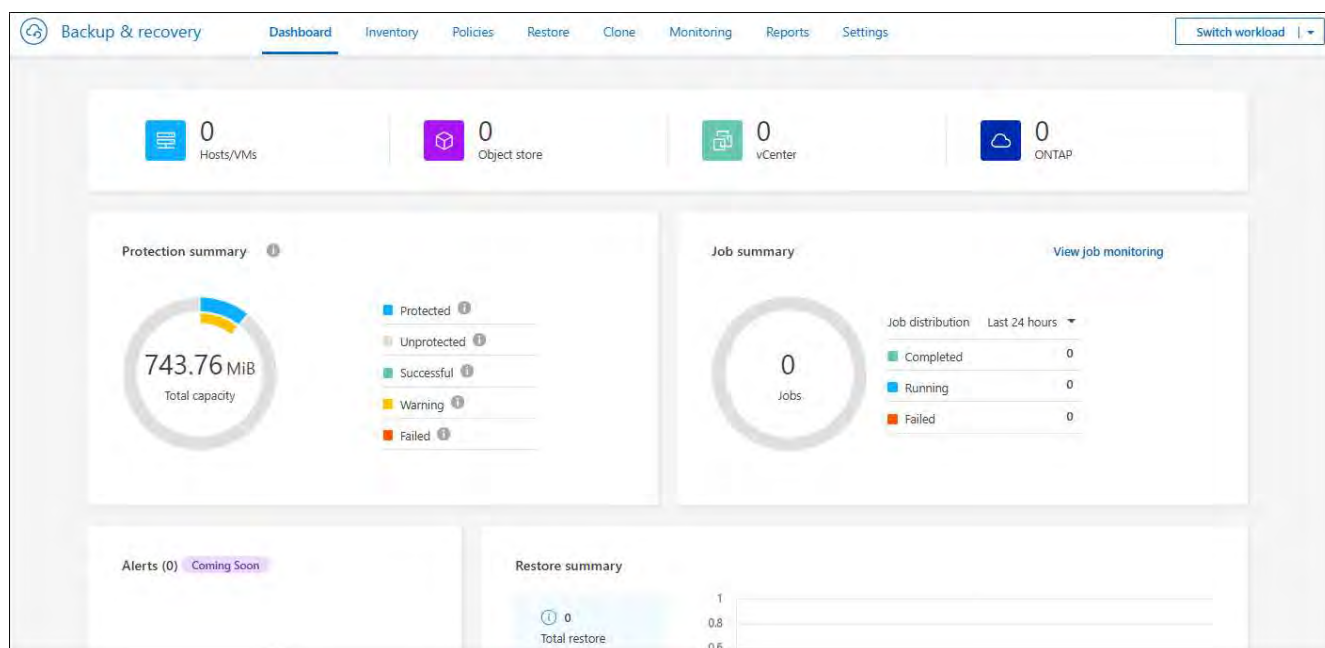 Backup & recovery Dashboard Inventory Policies Restore Clone Monitoring Reports Settings Switch workload
0 0 0 0
Hosts/VMs Object store vCenter ONTAP
Protection summary
743.76 MiB
Total capacity
Protected
Unprotected
Successful
Warning
Failed
Job summary View job monitoring
0
Jobs
Job distribution Last 24 hours
Completed 0
Running 0
Failed 0
Alerts (0) Coming Soon
Restore summary
0
Total restore
1
0.8
0.6